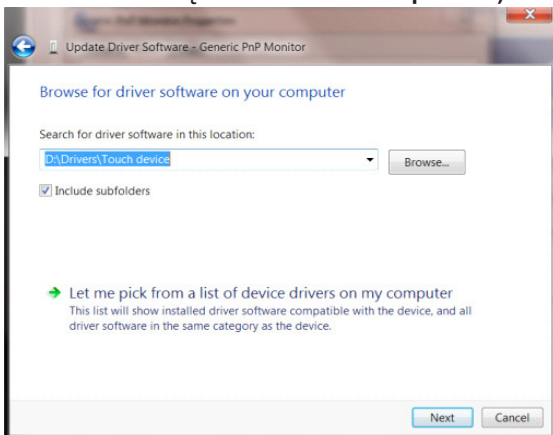 Update Driver Software - Generic PnP Monitor
Browse for driver software on your computer
Search for driver software in this location:
D:\Drivers\Touch device
Browse...
Include subfolders
Let me pick from a list of device drivers on my computer
This list will show installed driver software compatible with the device, and all
driver software in the same category as the device.
Next Cancel